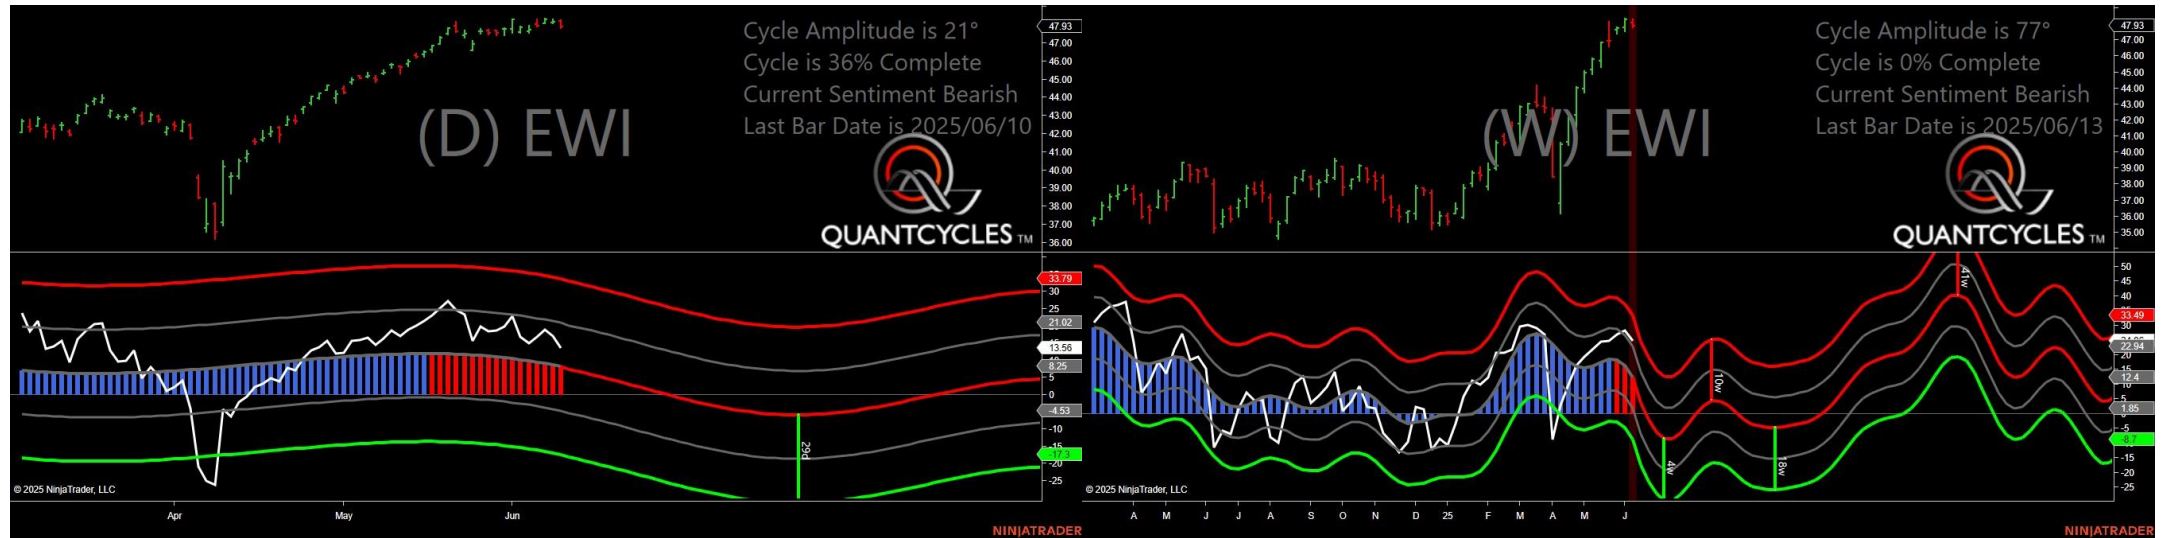 Cycle Amplitude is 21°
Cycle is 36% Complete
Current Sentiment Bearish
Last Bar Date is 2025/06/10
(D) EWI
QUANTCYCLES TM
47.93
47.00
46.00
45.00
44.00
43.00
42.00
41.00
40.00
39.00
38.00
37.00
36.00
33.79
30
25
21.02
13.56
8.25
5
0
-4.53
-10
-15
-17.3
-20
-25
29d
© 2025 NinjaTrader, LLC
Apr May Jun
NINJATRADER
Cycle Amplitude is 77°
Cycle is 0% Complete
Current Sentiment Bearish
Last Bar Date is 2025/06/13
(W) EWI
QUANTCYCLES TM
47.93
47.00
46.00
45.00
44.00
43.00
42.00
41.00
40.00
39.00
38.00
37.00
36.00
35.00
50
45
40
35
33.49
30
22.94
20
15
12.4
5
1.85
-5
-8.7
-15
-20
-25
41w
10w
4w
18w
© 2025 NinjaTrader, LLC
A M J J A S O N D 25 F M A M J
NINJATRADER